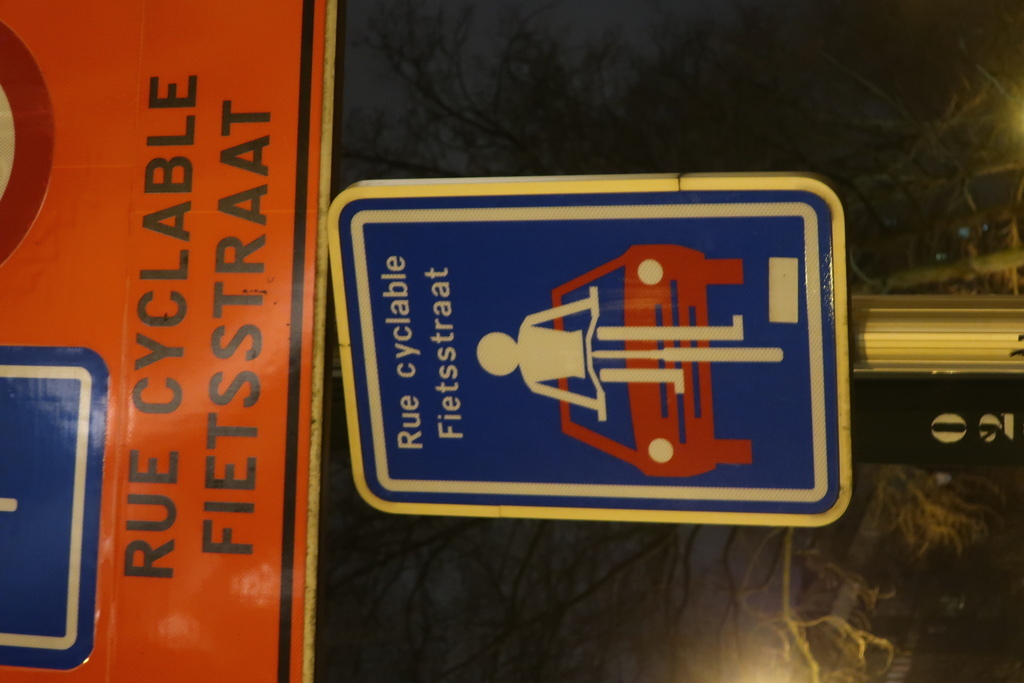 RUE CYCLABLE
FIETSSTRAAT
Rue cyclable
Fietsstraat